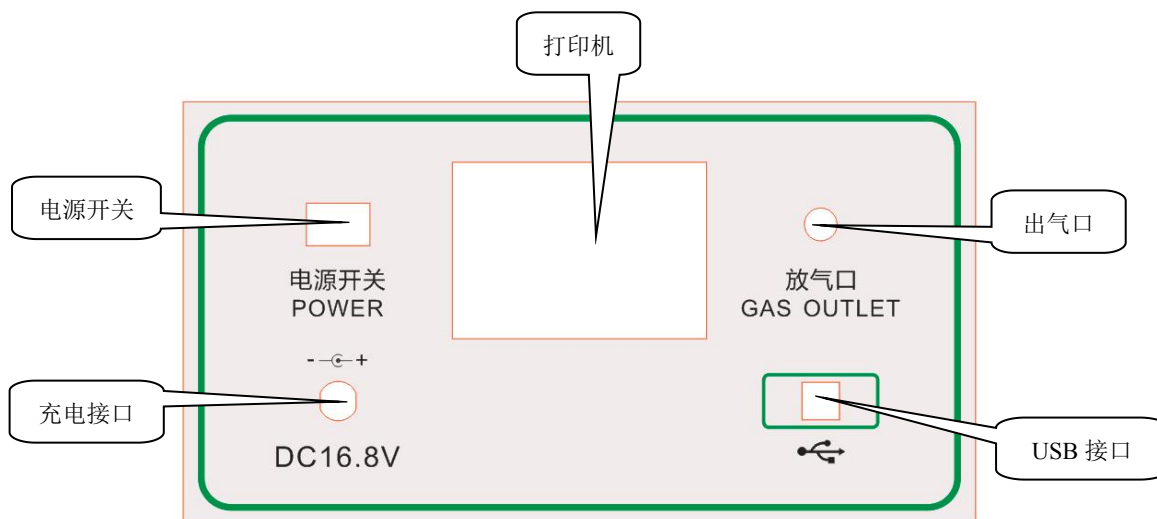 打印机
电源开关
出气口
电源开关
POWER
放气口
GAS OUTLET
- +
充电接口
DC16.8V
USB 接口